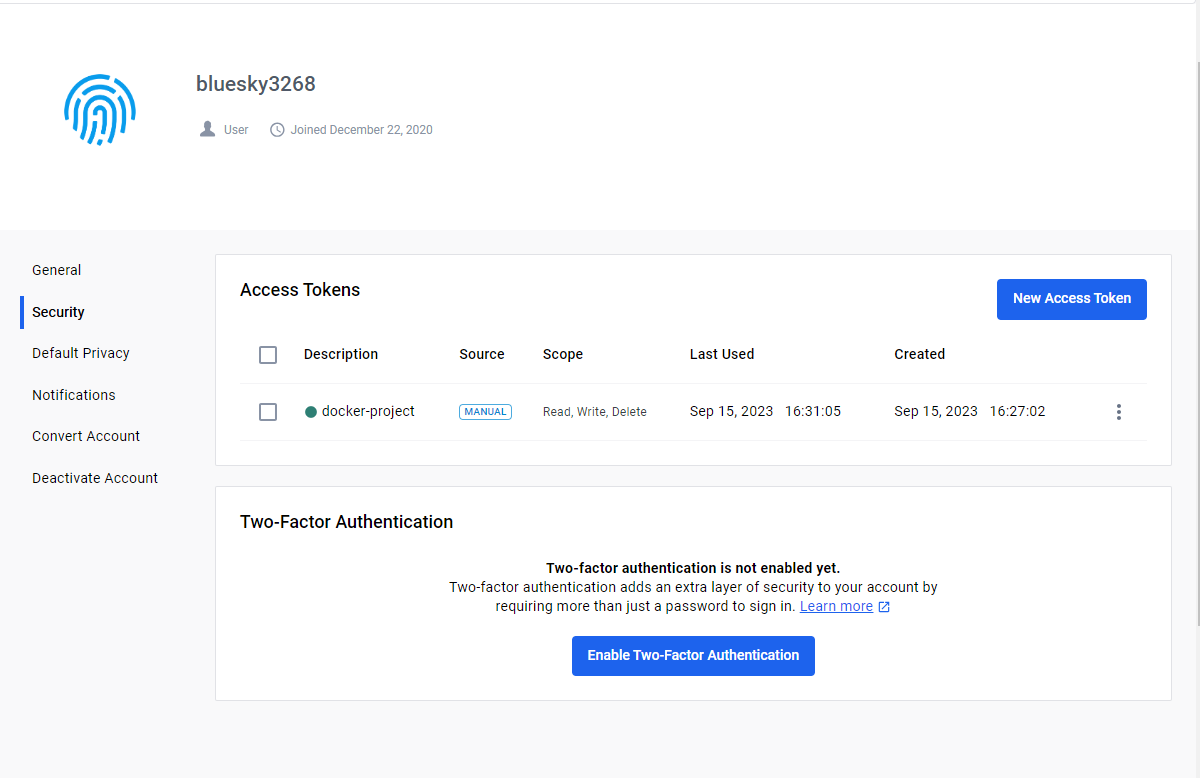 bluesky3268
User Joined December 22, 2020
General
Security
Default Privacy
Notifications
Convert Account
Deactivate Account
Access Tokens
New Access Token
Description Source Scope Last Used Created
docker-project MANUAL Read, Write, Delete Sep 15, 2023 16:31:05 Sep 15, 2023 16:27:02
Two-Factor Authentication
Two-factor authentication is not enabled yet.
Two-factor authentication adds an extra layer of security to your account by
requiring more than just a password to sign in. Learn more
Enable Two-Factor Authentication